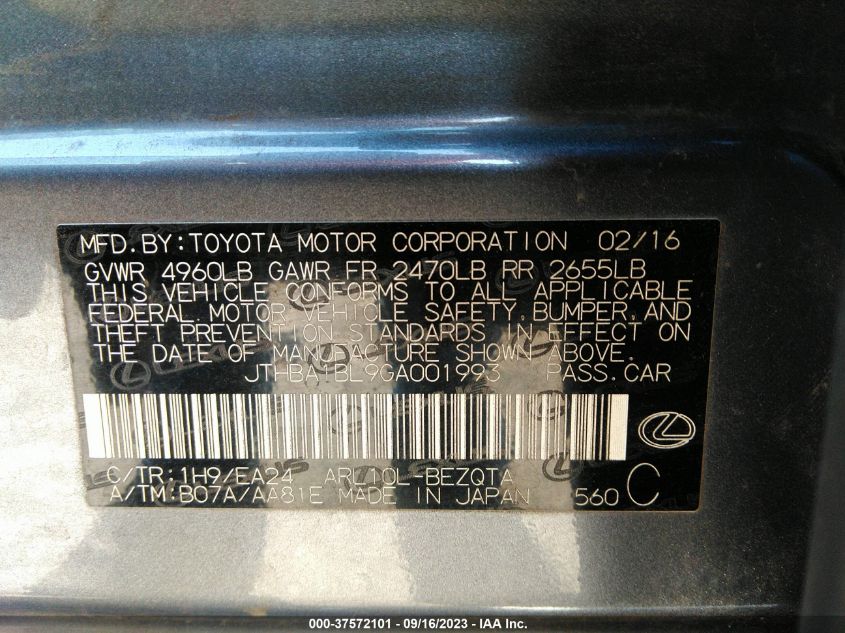 MFD.BY:TOYOTA MOTOR CORPORATION 02/16
GVWR 4960LB GAWR FR 2470LB RR 2655LB
THIS VEHICLE CONFORMS TO ALL APPLICABLE
FEDERAL MOTOR VEHICLE SAFETY, BUMPER, AND
THEFT PREVENTION STANDARDS IN EFFECT ON
THE DATE OF MANUFACTURE SHOWN ABOVE.
JTHBA1BL9GA001993 PASS.CAR
C/TR:1H9/EA24 ARL10L-BEZQTA
A/TM:B07A/AA81E MADE IN JAPAN 560 C
000-37572101 - 09/16/2023 - IAA Inc.